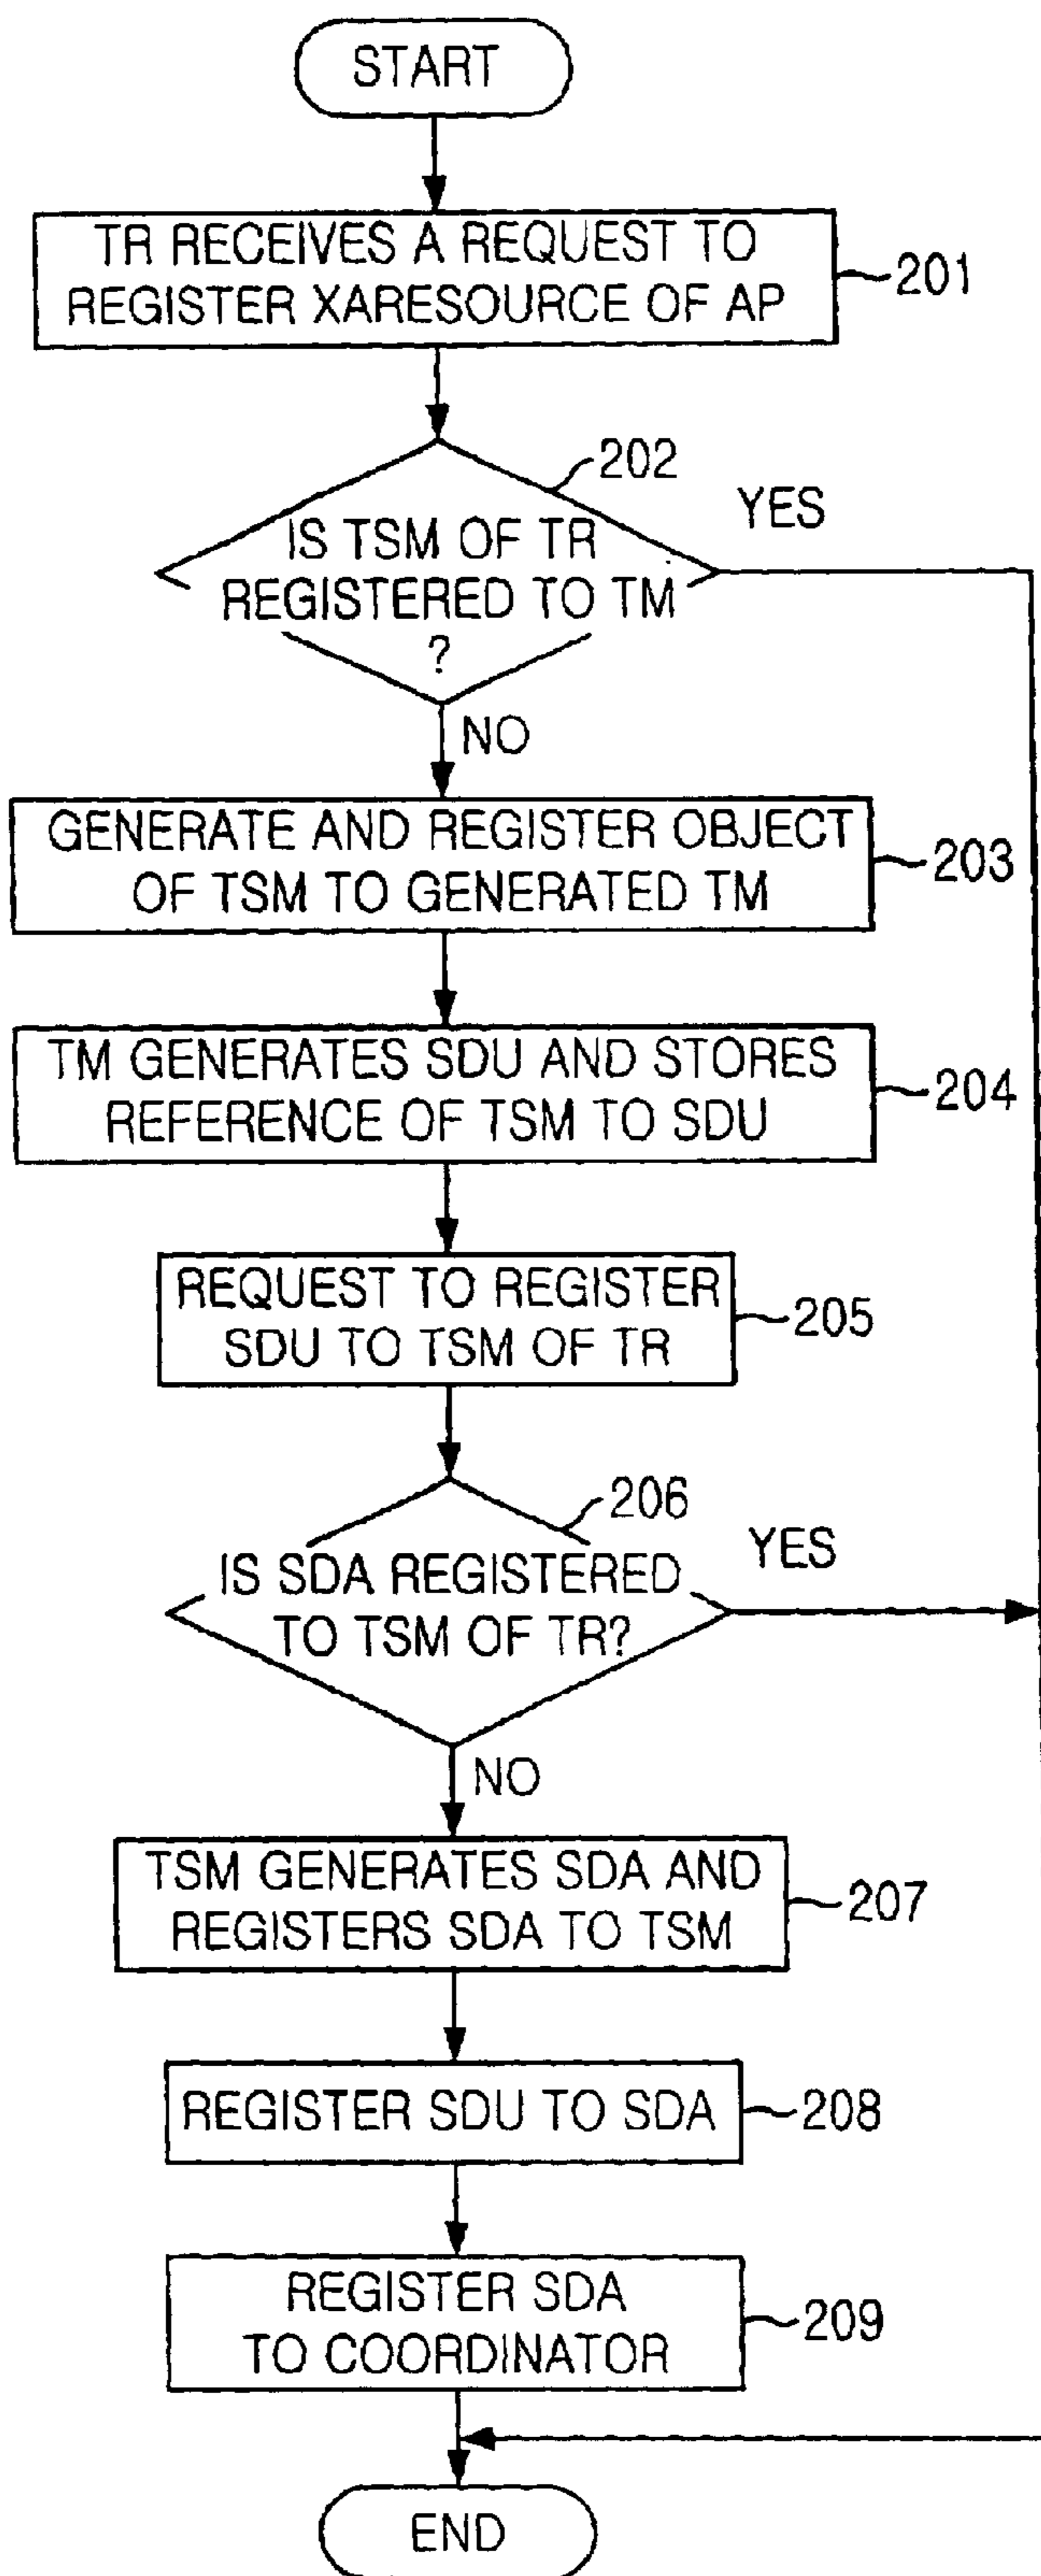 START
TR RECEIVES A REQUEST TO
REGISTER XARESOURCE OF AP
201
202
YES
IS TSM OF TR
REGISTERED TO TM
?
NO
GENERATE AND REGISTER OBJECT
OF TSM TO GENERATED TM
203
TM GENERATES SDU AND STORES
REFERENCE OF TSM TO SDU
204
REQUEST TO REGISTER
SDU TO TSM OF TR
205
206
YES
IS SDA REGISTERED
TO TSM OF TR?
NO
TSM GENERATES SDA AND
REGISTERS SDA TO TSM
207
REGISTER SDU TO SDA
208
REGISTER SDA
TO COORDINATOR
209
END